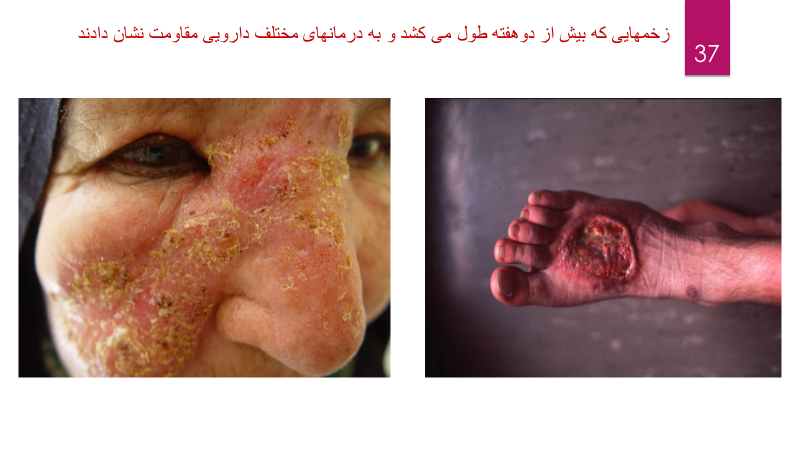 زخمهایی که بیش از دوهفته طول می کشد و به درمانهای مختلف دارویی مقاومت نشان دادند
37